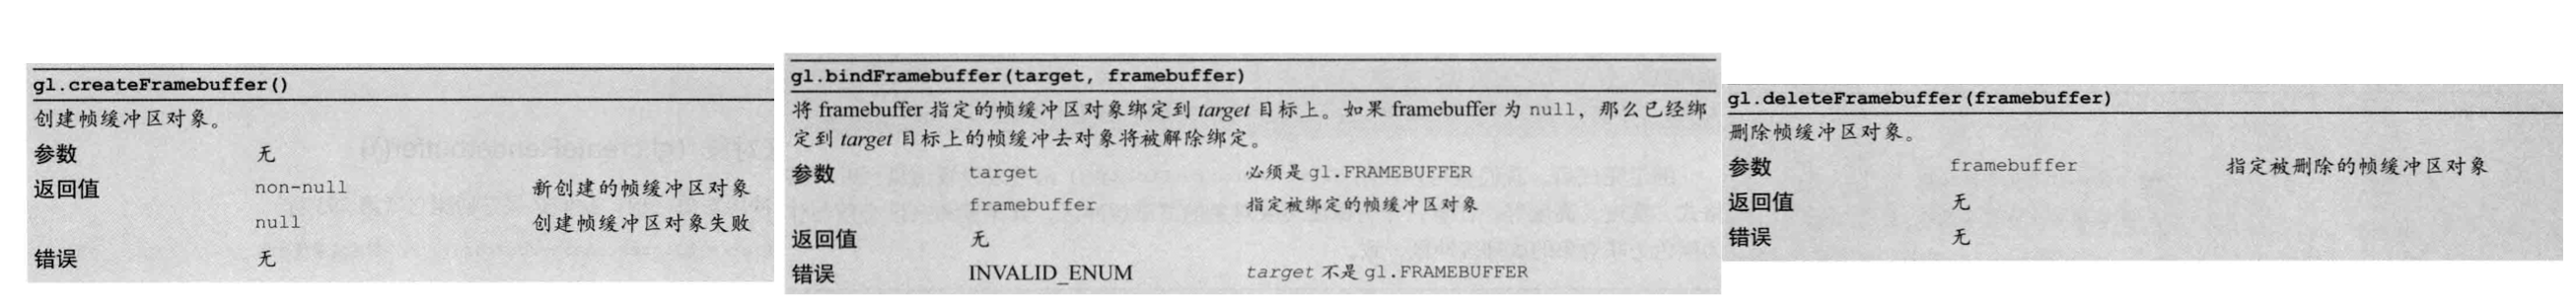 gl.createFramebuffer()
创建帧缓冲区对象。
参数 无
返回值 non-null 新创建的帧缓冲区对象
null 创建帧缓冲区对象失败
错误 无
gl.bindFramebuffer(target, framebuffer)
将 framebuffer 指定的帧缓冲区对象绑定到 target 目标上。如果 framebuffer 为 null，那么已经绑
定到 target 目标上的帧缓冲去对象将被解除绑定。
参数 target 必须是 gl.FRAMEBUFFER
framebuffer 指定被绑定的帧缓冲区对象
返回值 无
错误 INVALID_ENUM target 不是 gl.FRAMEBUFFER
gl.deleteFramebuffer(framebuffer)
删除帧缓冲区对象。
参数 framebuffer 指定被删除的帧缓冲区对象
返回值 无
错误 无